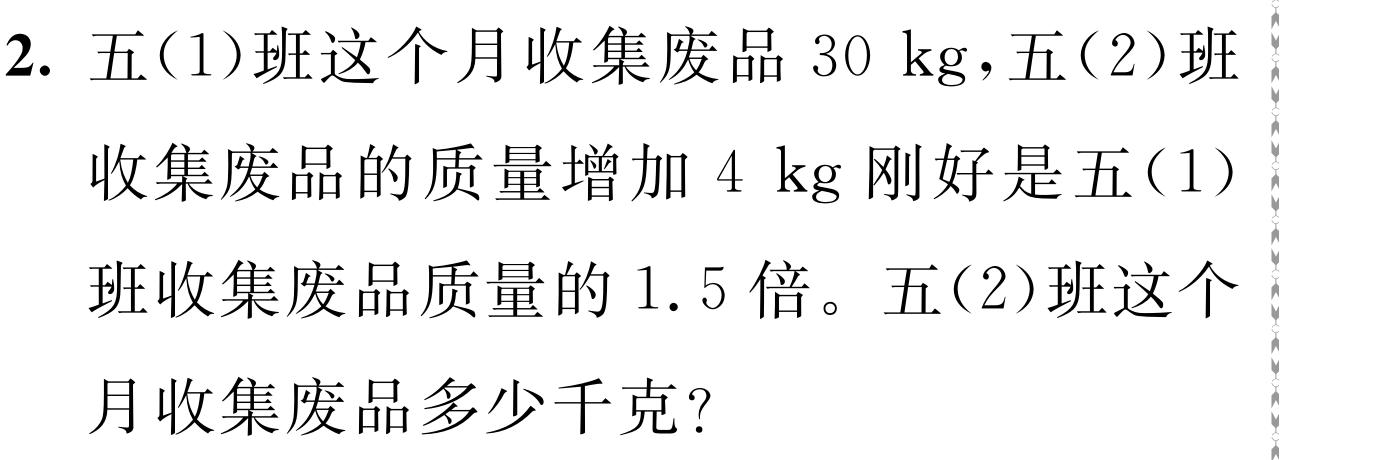 2. 五(1)班这个月收集废品 30 kg,五(2)班
收集废品的质量增加 4 kg 刚好是五(1)
班收集废品质量的 1.5 倍。五(2)班这个
月收集废品多少千克?